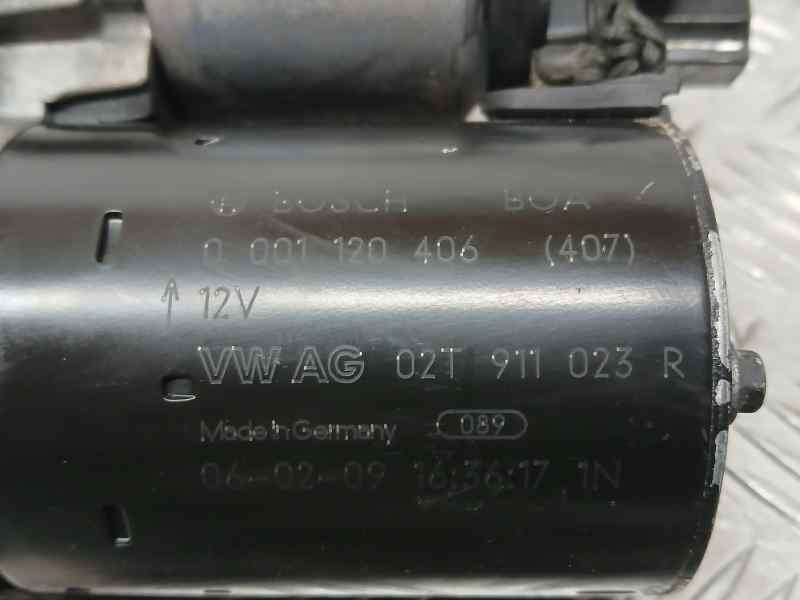 BOSCH BOA
0 001 120 406 (407)
↑ 12V
VW AG 02T 911 023 R
Made in Germany 089
06-02-09 16:36:17 1N